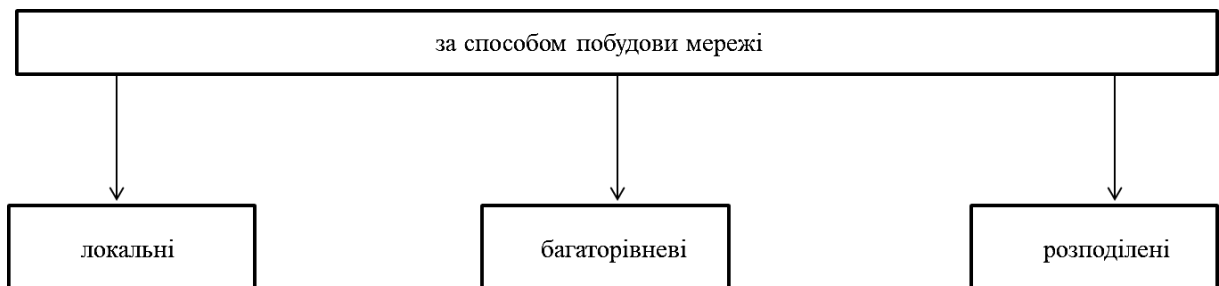 за способом побудови мережі
локальні
багаторівневі
розподілені